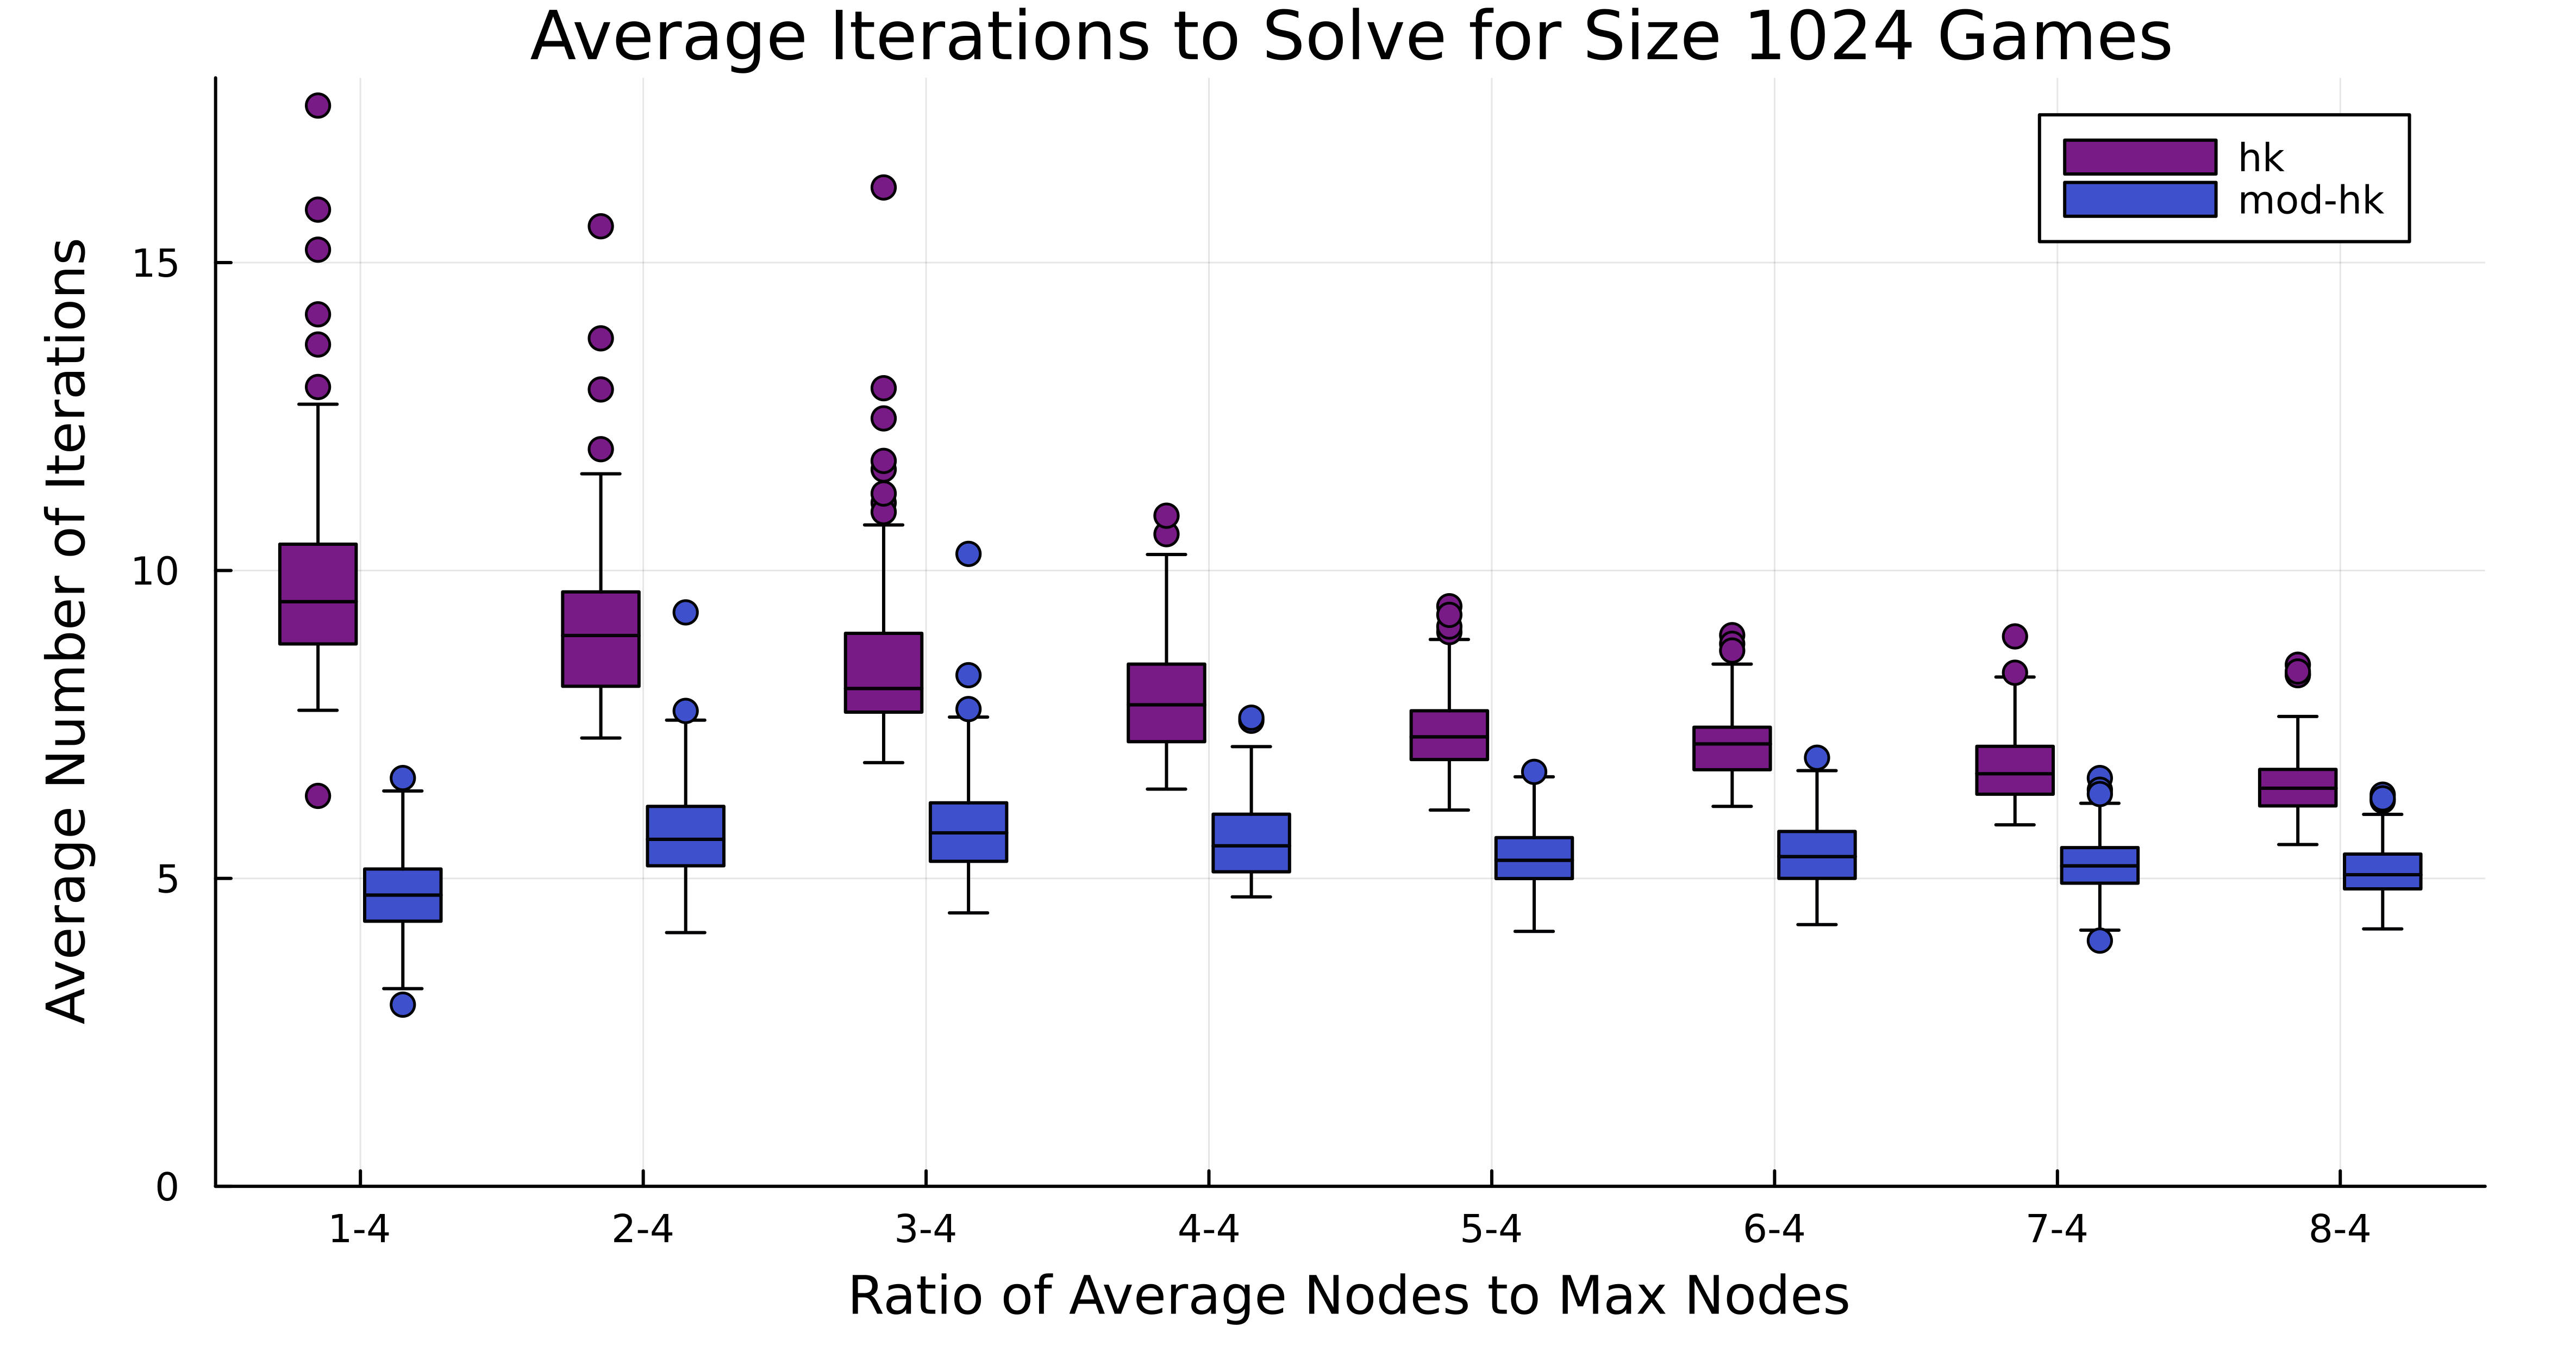 Average Iterations to Solve for Size 1024 Games
hk
mod-hk
Average Number of Iterations
15
10
5
0
1-4 2-4 3-4 4-4 5-4 6-4 7-4 8-4
Ratio of Average Nodes to Max Nodes